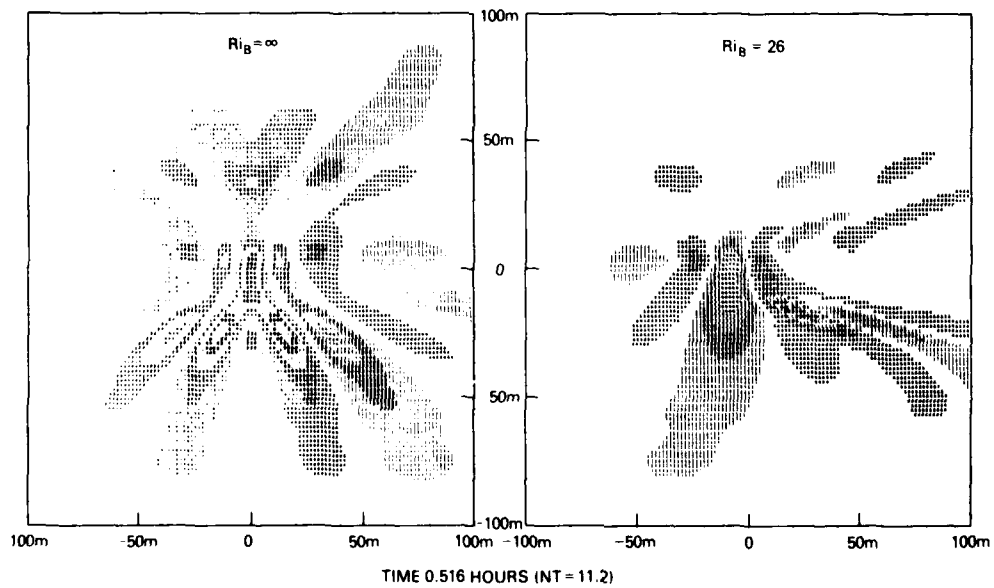 100m
Ri_B = ∞
Ri_B = 26
50m
0
50m
-100m
100m
-50m
0
50m
100m
-100m
-50m
0
50m
100m
TIME 0.516 HOURS (NT = 11.2)